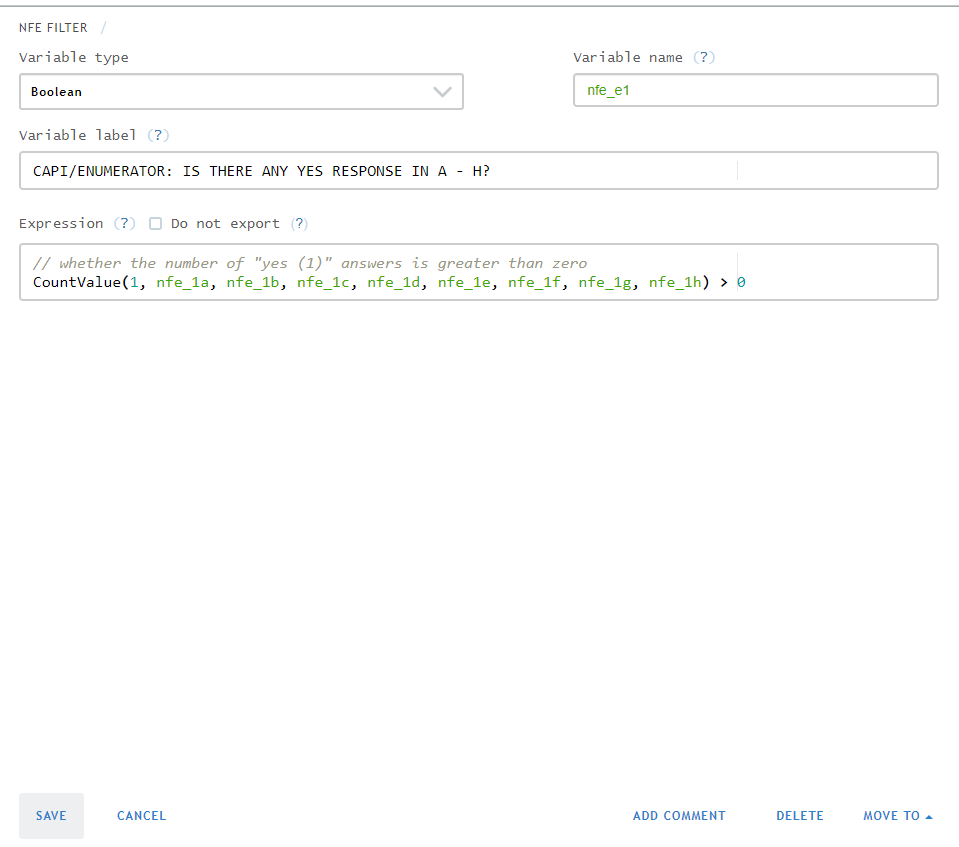 NFE FILTER /
Variable type
Variable name (?)
Boolean
nfe_e1
Variable label (?)
CAPI/ENUMERATOR: IS THERE ANY YES RESPONSE IN A - H?
Expression (?) Do not export (?)
// whether the number of "yes (1)" answers is greater than zero
CountValue(1, nfe_1a, nfe_1b, nfe_1c, nfe_1d, nfe_1e, nfe_1f, nfe_1g, nfe_1h) > 0
SAVE CANCEL ADD COMMENT DELETE MOVE TO